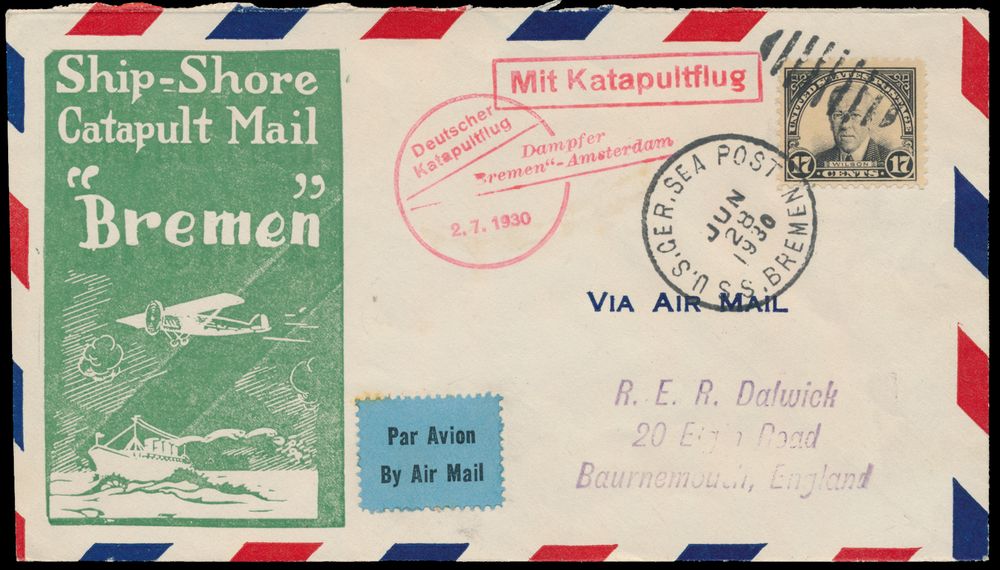 Ship-Shore
Catapult Mail
"Bremen"
Mit Katapultflug
Deutscher
Katapultflug
Dampfer
Bremen"-Amsterdam
2.7.1930
UNITED STATES POSTAGE
WILSON
17 CENTS 17
U.S.GER.SEA POST
S.S.BREMEN
JUN
28
1930
VIA AIR MAIL
Par Avion
By Air Mail
R. E. R. Dalwick
20 Elgin Road
Baurnemouth, England